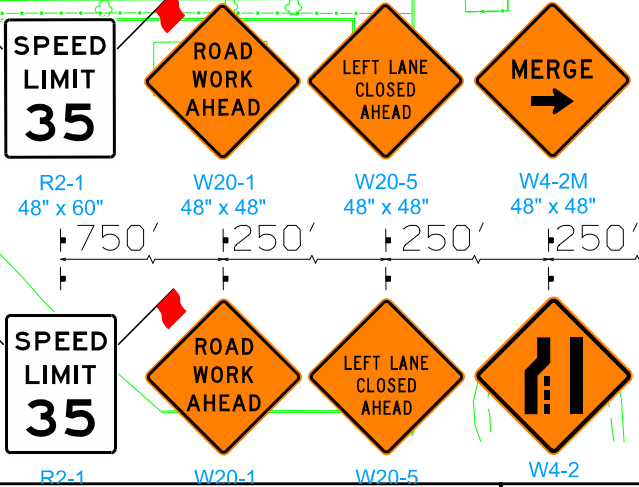 SPEED
LIMIT
35
ROAD
WORK
AHEAD
LEFT LANE
CLOSED
AHEAD
MERGE
R2-1
48" x 60"
W20-1
48" x 48"
W20-5
48" x 48"
W4-2M
48" x 48"
750' 250' 250' 250'
SPEED
LIMIT
35
ROAD
WORK
AHEAD
LEFT LANE
CLOSED
AHEAD
R2-1
W20-1
W20-5
W4-2